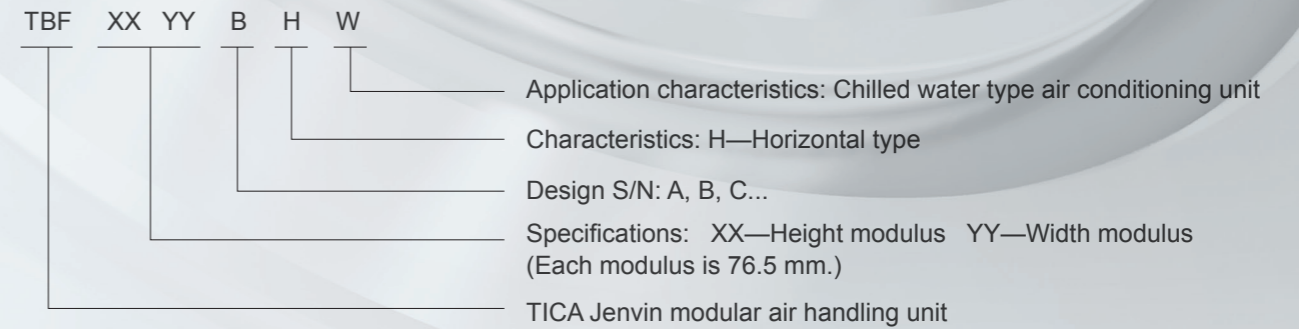 TBF XX YY B H W
Application characteristics: Chilled water type air conditioning unit
Characteristics: H—Horizontal type
Design S/N: A, B, C...
Specifications: XX—Height modulus YY—Width modulus
(Each modulus is 76.5 mm.)
TICA Jenvin modular air handling unit